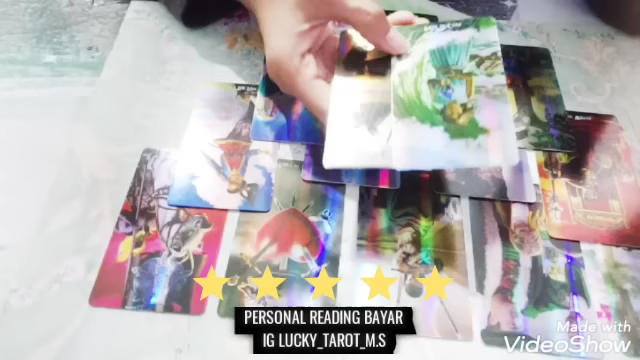 PERSONAL READING BAYAR
IG LUCKY_TAROT_M.S
Made with
VideoShow